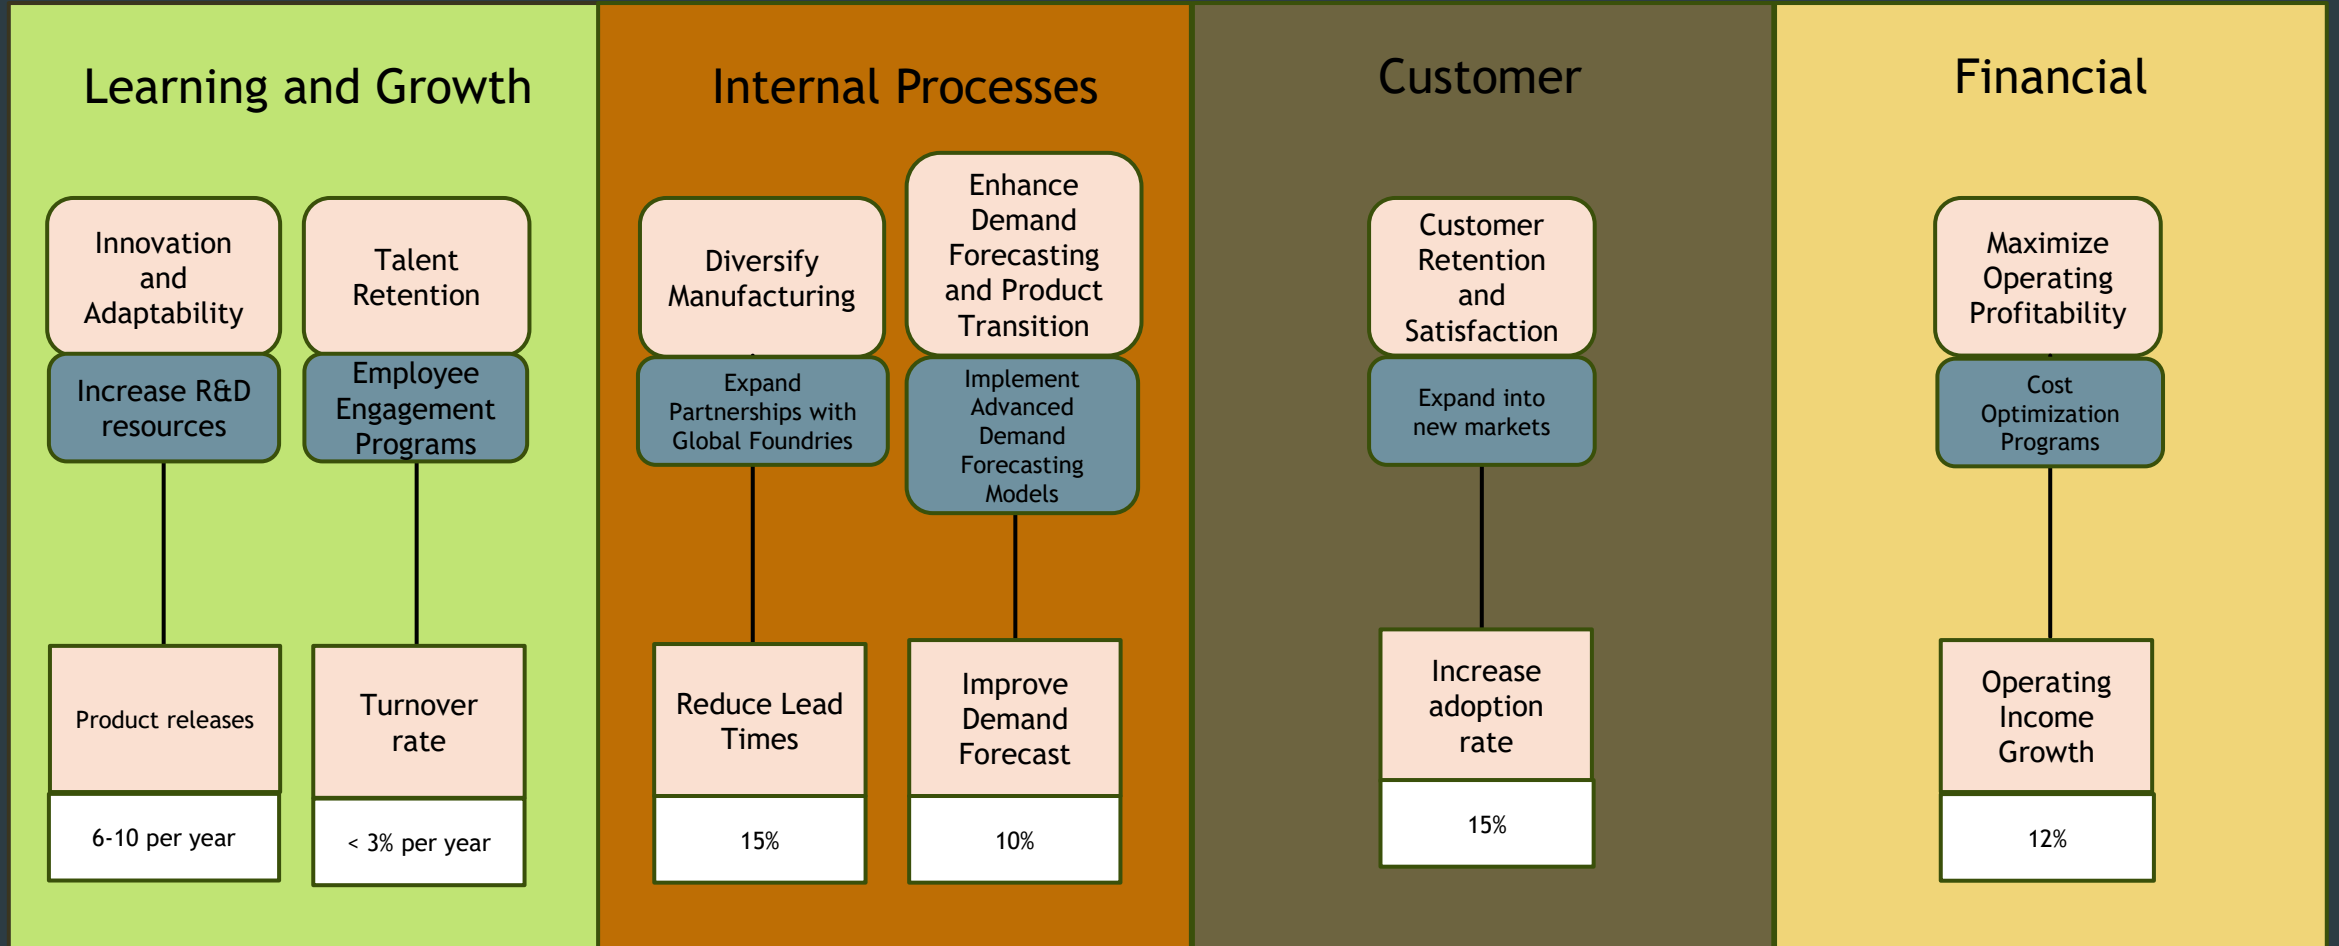 Learning and Growth
Innovation
and
Adaptability
Increase R&D
resources
Product releases
6-10 per year
Talent
Retention
Employee
Engagement
Programs
Turnover
rate
< 3% per year
Internal Processes
Diversify
Manufacturing
Expand
Partnerships with
Global Foundries
Reduce Lead
Times
15%
Enhance
Demand
Forecasting
and Product
Transition
Implement
Advanced
Demand
Forecasting
Models
Improve
Demand
Forecast
10%
Customer
Customer
Retention
and
Satisfaction
Expand into
new markets
Increase
adoption
rate
15%
Financial
Maximize
Operating
Profitability
Cost
Optimization
Programs
Operating
Income
Growth
12%